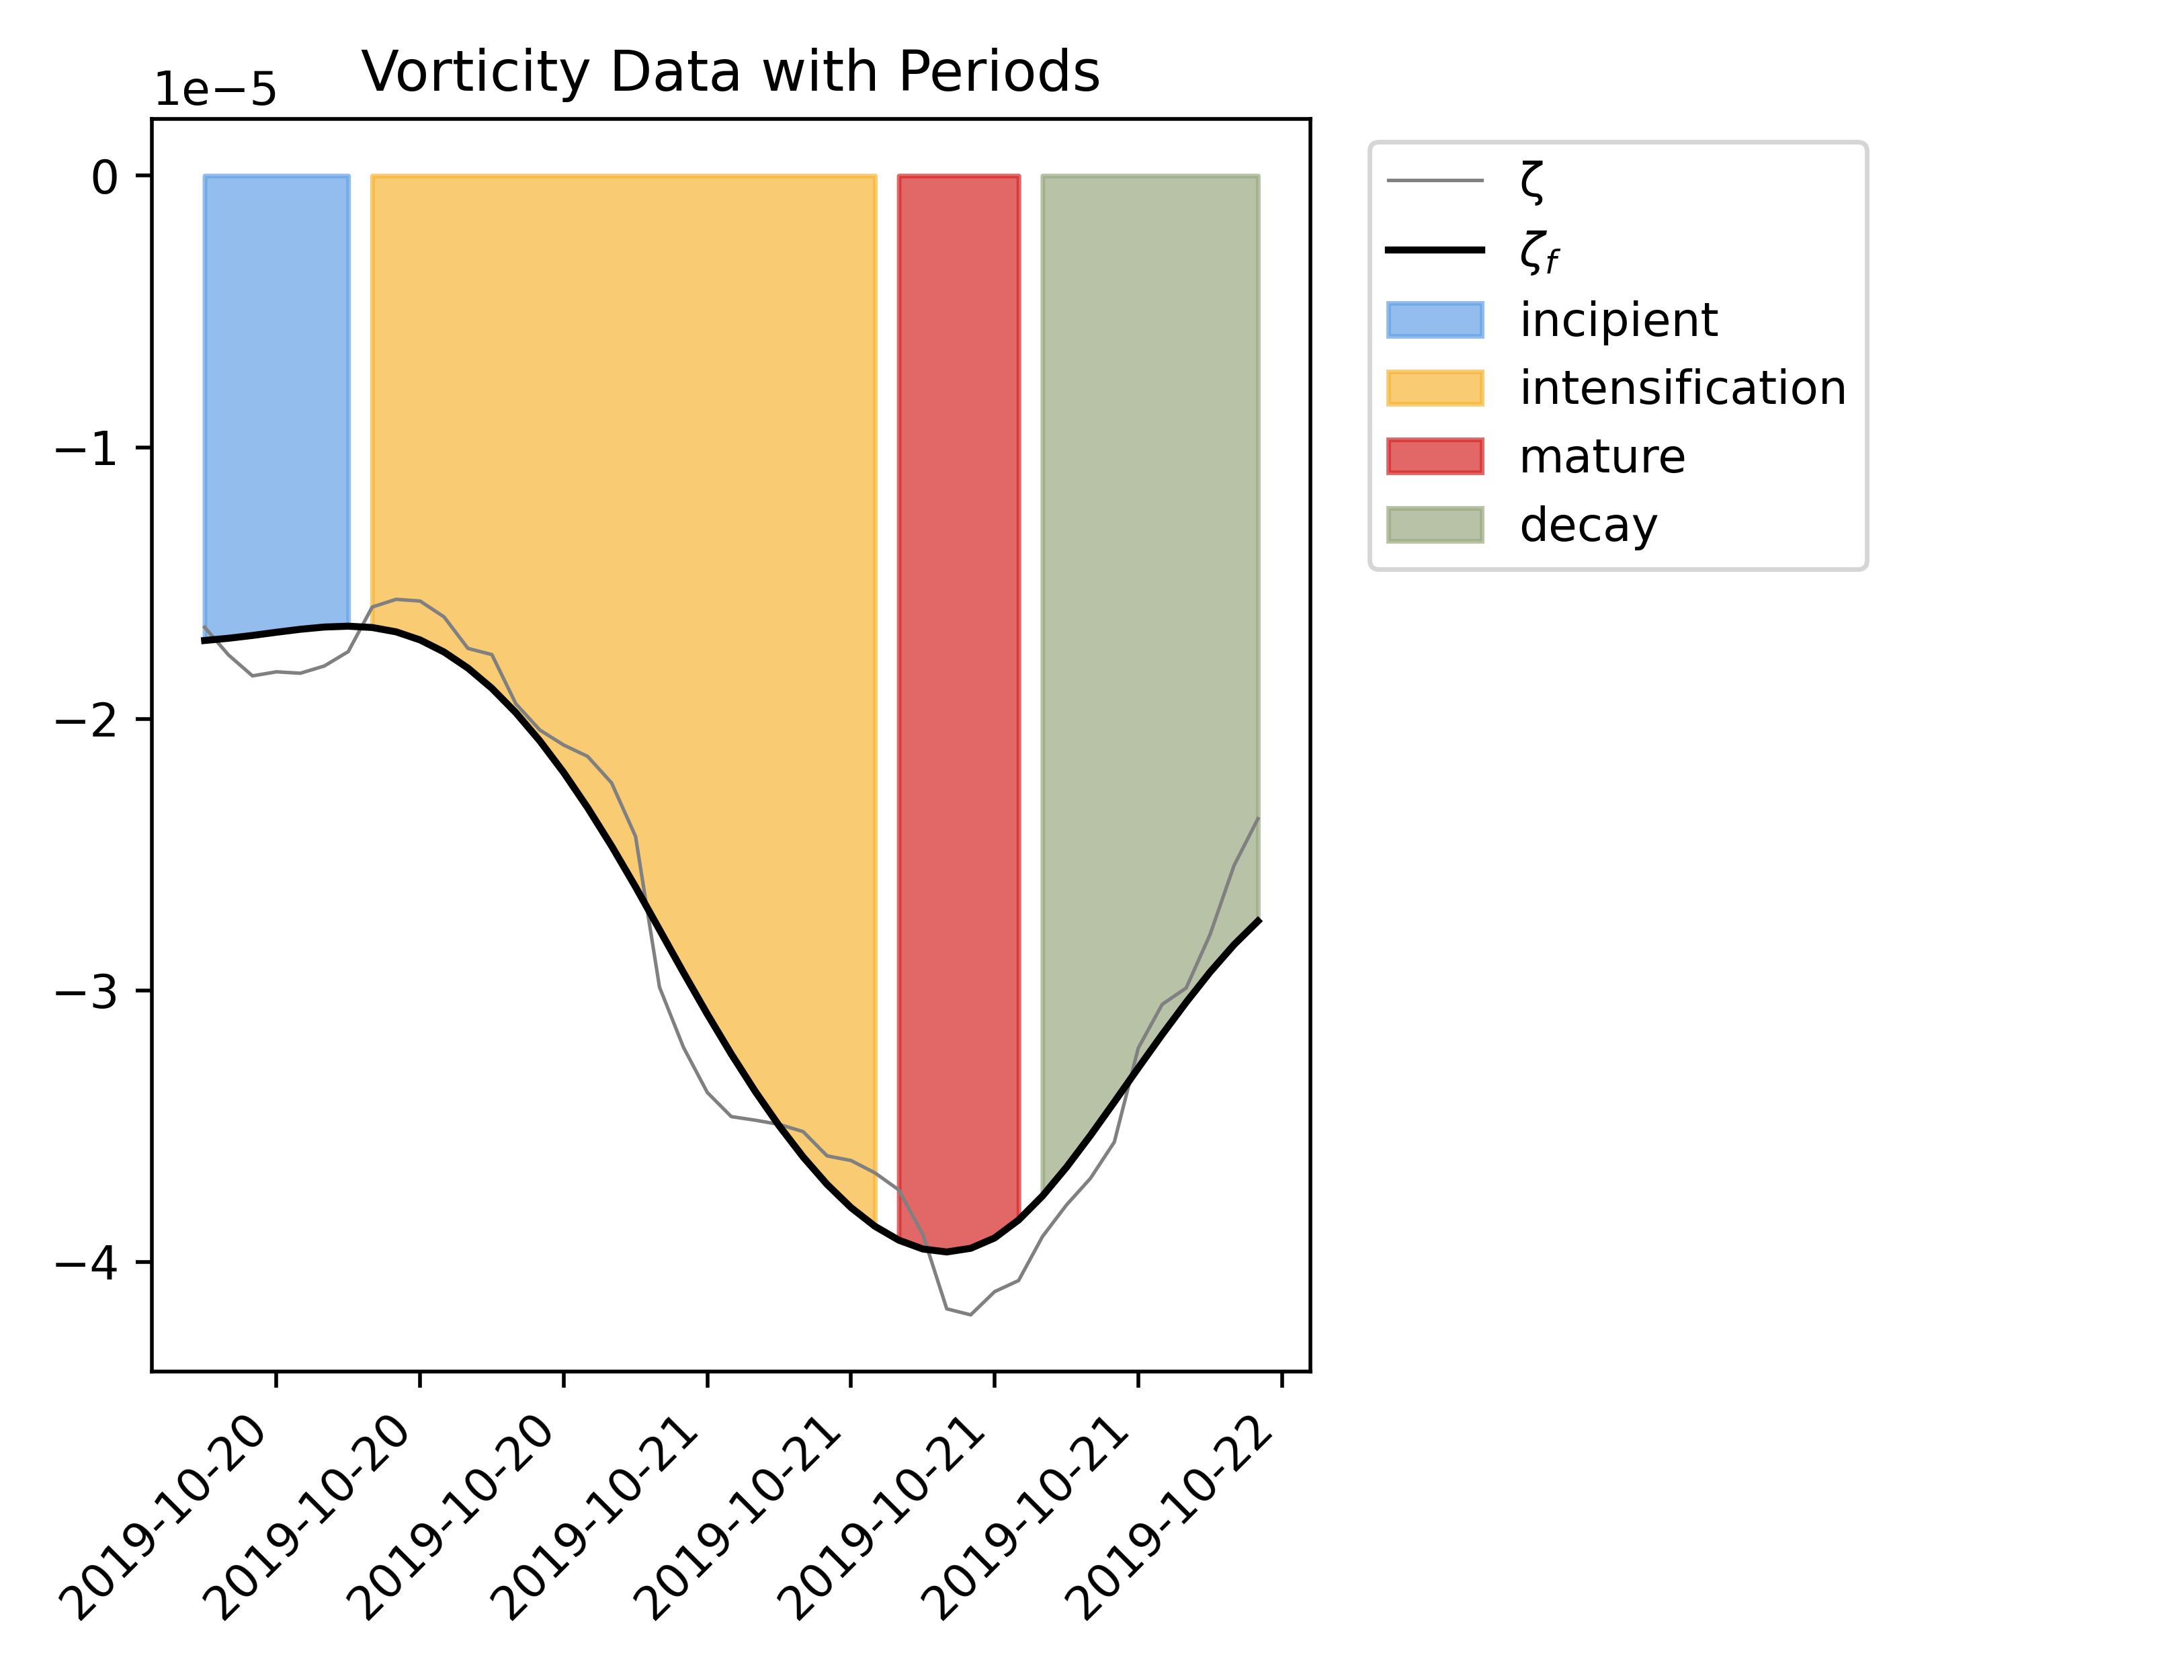 Vorticity Data with Periods
1e−5
0
−1
−2
−3
−4
2019-10-20
2019-10-20
2019-10-20
2019-10-21
2019-10-21
2019-10-21
2019-10-21
2019-10-22
ζ
ζf
incipient
intensification
mature
decay